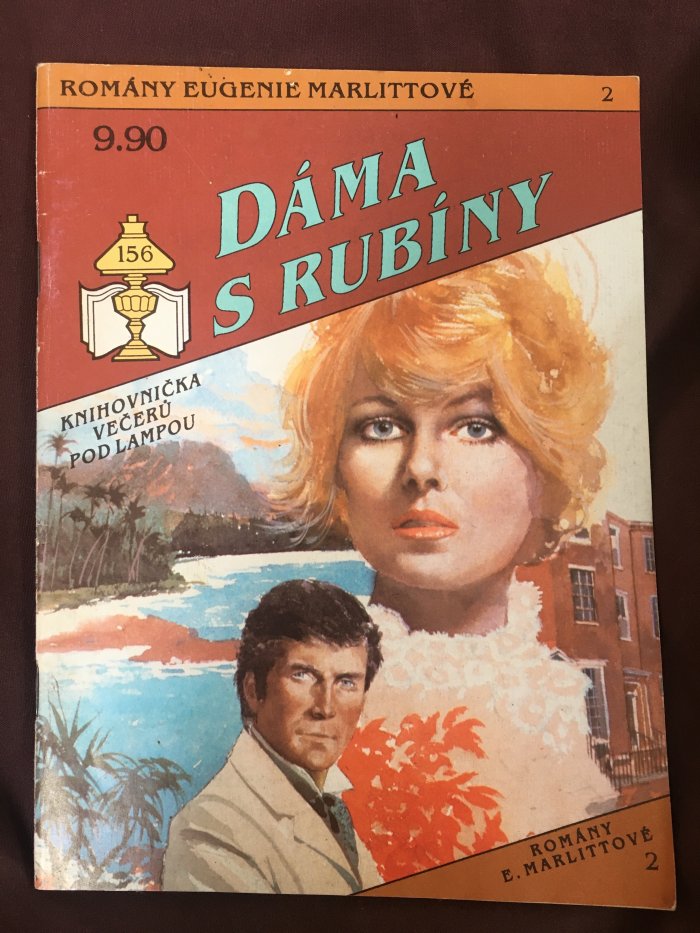 ROMÁNY EUGENIE MARLITTOVÉ 2
9.90
DÁMA
S RUBÍNY
156
KNIHOVNIČKA
VEČERŮ
POD LAMPOU
ROMÁNY
E. MARLITTOVÉ
2